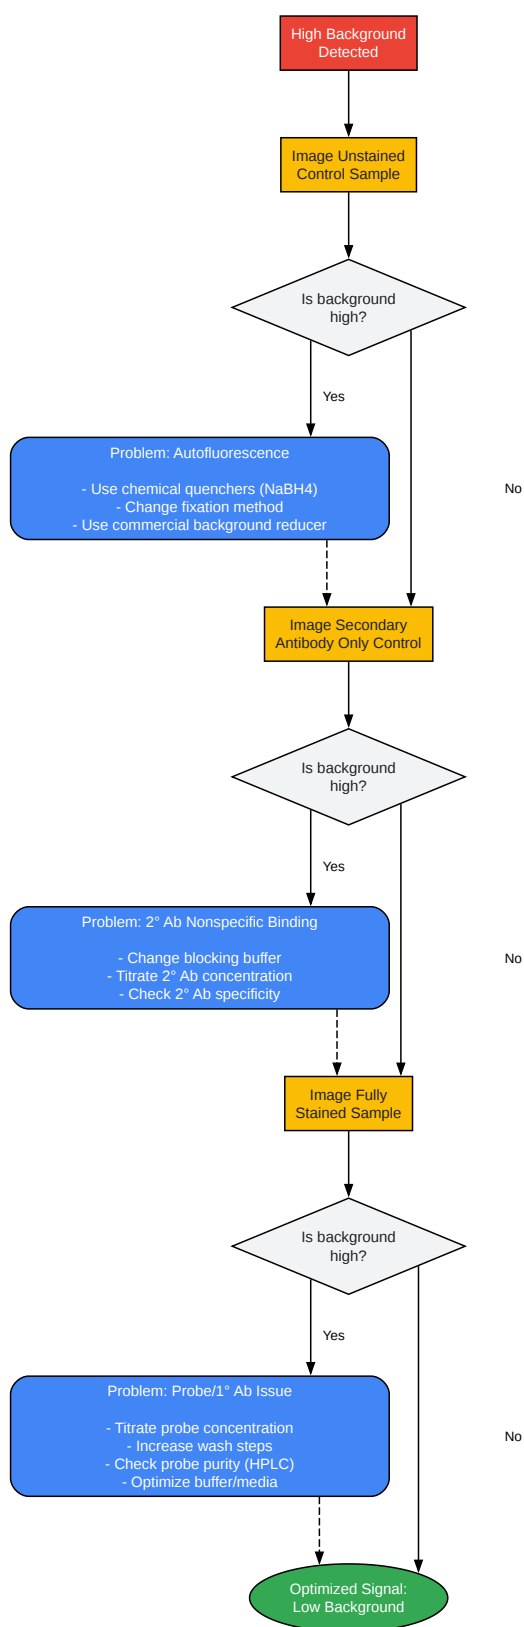 High Background
Detected
Image Unstained
Control Sample
Is background
high?
Yes
Problem: Autofluorescence
- Use chemical quenchers (NaBH4)
- Change fixation method
- Use commercial background reducer
No
Image Secondary
Antibody Only Control
Is background
high?
Yes
Problem: 2° Ab Nonspecific Binding
- Change blocking buffer
- Titrate 2° Ab concentration
- Check 2° Ab specificity
No
Image Fully
Stained Sample
Is background
high?
Yes
Problem: Probe/1° Ab Issue
- Titrate probe concentration
- Increase wash steps
- Check probe purity (HPLC)
- Optimize buffer/media
No
Optimized Signal:
Low Background